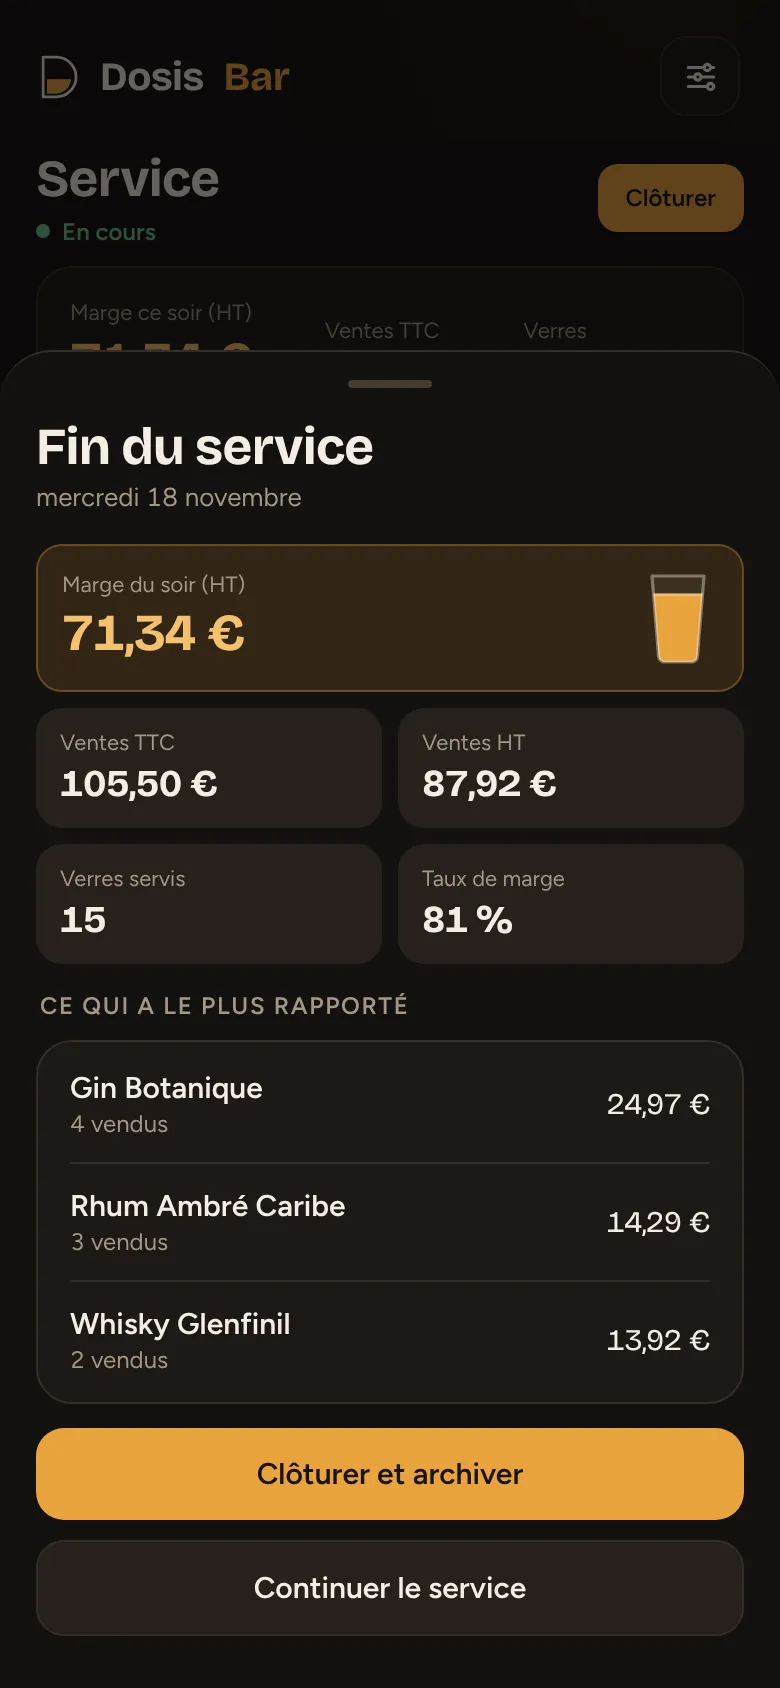 Dosis Bar
Service
Clôturer
En cours
Marge ce soir (HT)
Ventes TTC
Verres
Fin du service
mercredi 18 novembre
Marge du soir (HT)
71,34 €
Ventes TTC
105,50 €
Ventes HT
87,92 €
Verres servis
15
Taux de marge
81 %
CE QUI A LE PLUS RAPPORTÉ
Gin Botanique
4 vendus
24,97 €
Rhum Ambré Caribe
3 vendus
14,29 €
Whisky Glenfinil
2 vendus
13,92 €
Clôturer et archiver
Continuer le service